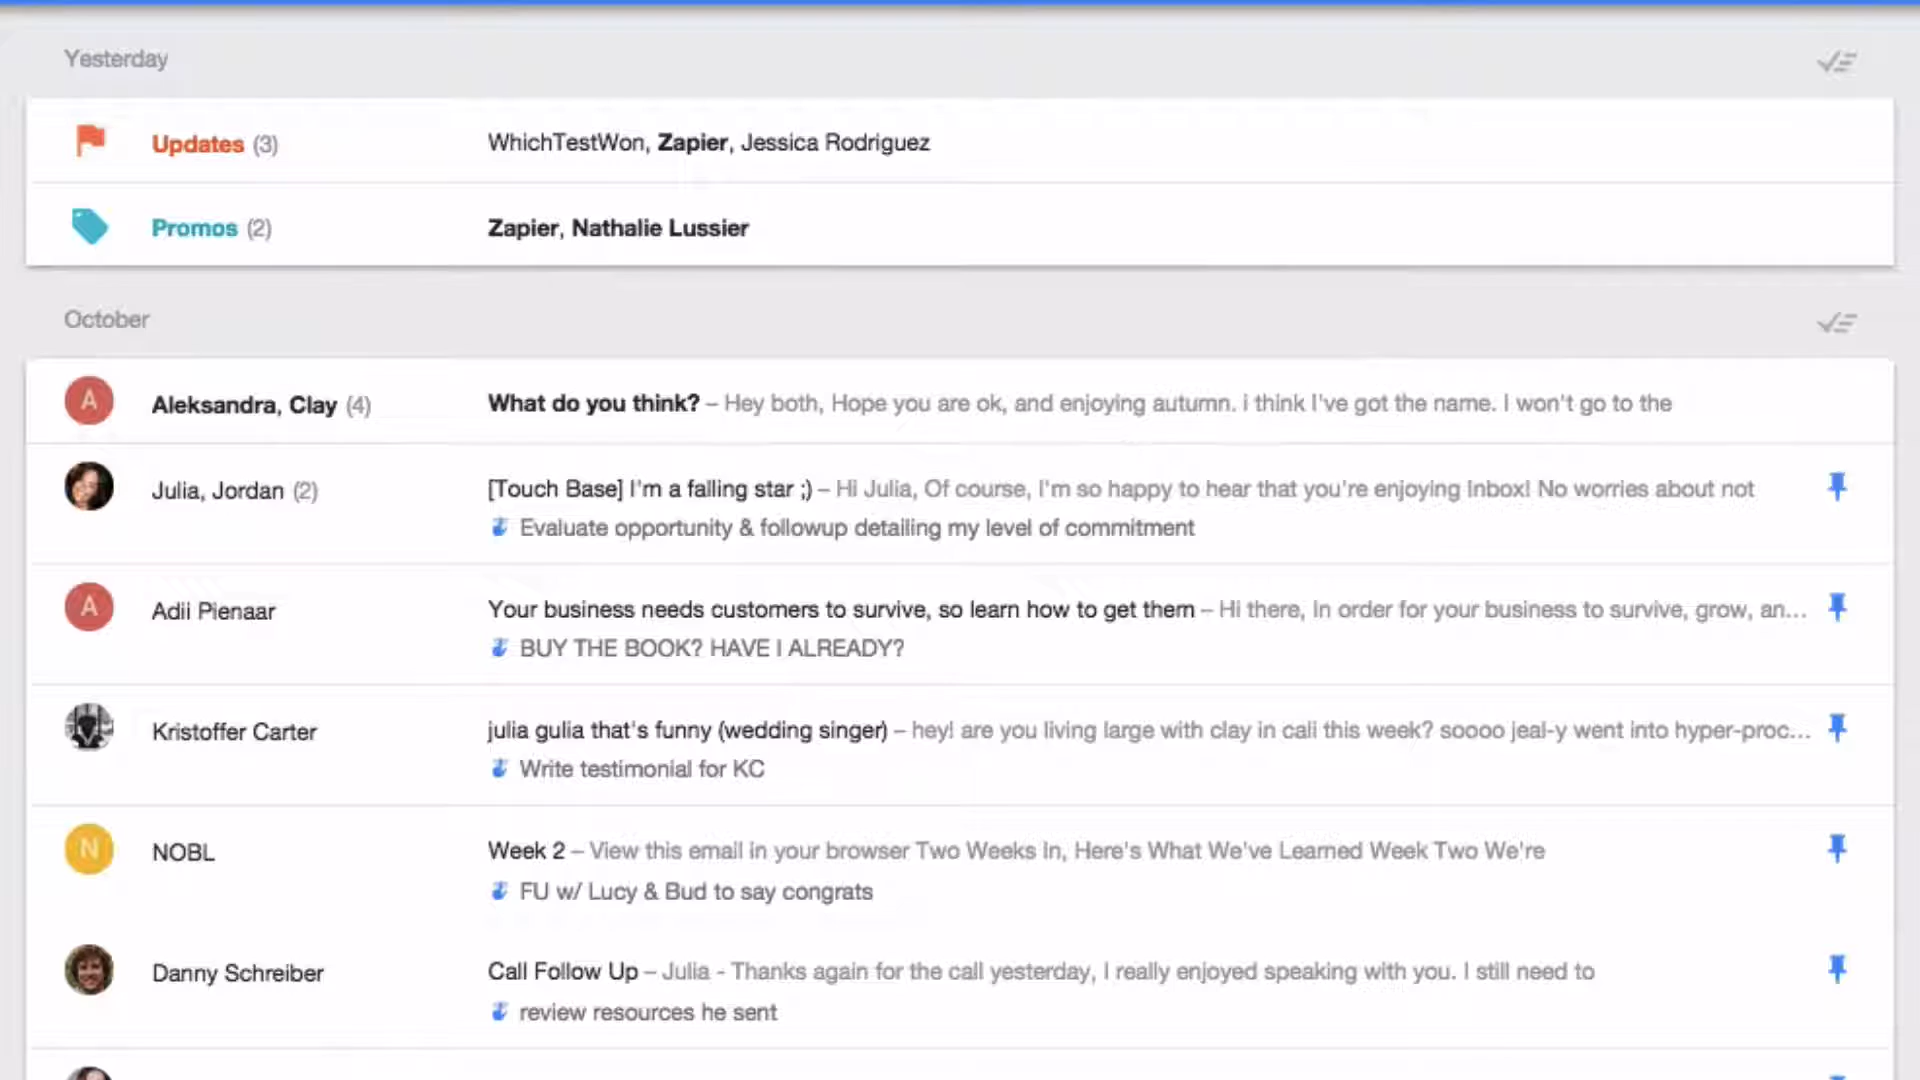 Yesterday
Updates (3) WhichTestWon, Zapier, Jessica Rodriguez
Promos (2) Zapier, Nathalie Lussier
October
A Aleksandra, Clay (4) What do you think? – Hey both, Hope you are ok, and enjoying autumn. i think I've got the name. I won't go to the
Julia, Jordan (2) [Touch Base] I'm a falling star ;) – Hi Julia, Of course, I'm so happy to hear that you're enjoying Inbox! No worries about not
Evaluate opportunity & followup detailing my level of commitment
A Adii Pienaar Your business needs customers to survive, so learn how to get them – Hi there, In order for your business to survive, grow, an...
BUY THE BOOK? HAVE I ALREADY?
Kristoffer Carter julia gulia that's funny (wedding singer) – hey! are you living large with clay in cali this week? soooo jeal-y went into hyper-proc...
Write testimonial for KC
N NOBL Week 2 – View this email in your browser Two Weeks In, Here's What We've Learned Week Two We're
FU w/ Lucy & Bud to say congrats
Danny Schreiber Call Follow Up – Julia - Thanks again for the call yesterday, I really enjoyed speaking with you. I still need to
review resources he sent